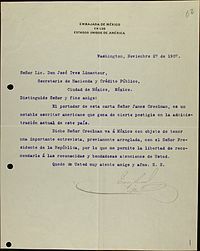 EMBAJADA DE MÉXICO
EN LOS
ESTADOS UNIDOS DE AMÉRICA
Washington, Noviembre 27 de 1907.
Señor Lic. Don José Yves Limantour,
Secretario de Hacienda y Crédito Público,
Ciudad de México, México.
Distinguido Señor y fino amigo:
El portador de esta carta Señor James Creelman, es un
notable escritor americano que goza de cierto prestigio en la administración
actual de este país.
Dicho Señor Creelman va á México con objeto de tener
una importante entrevista, previamente arreglada, con el Señor Presidente
de la República, por lo que me permito la libertad de
recomendarlo á las reconocidas y bondadosas atenciones de Usted.
Quedo de Usted muy atento amigo y afmo. S. S.